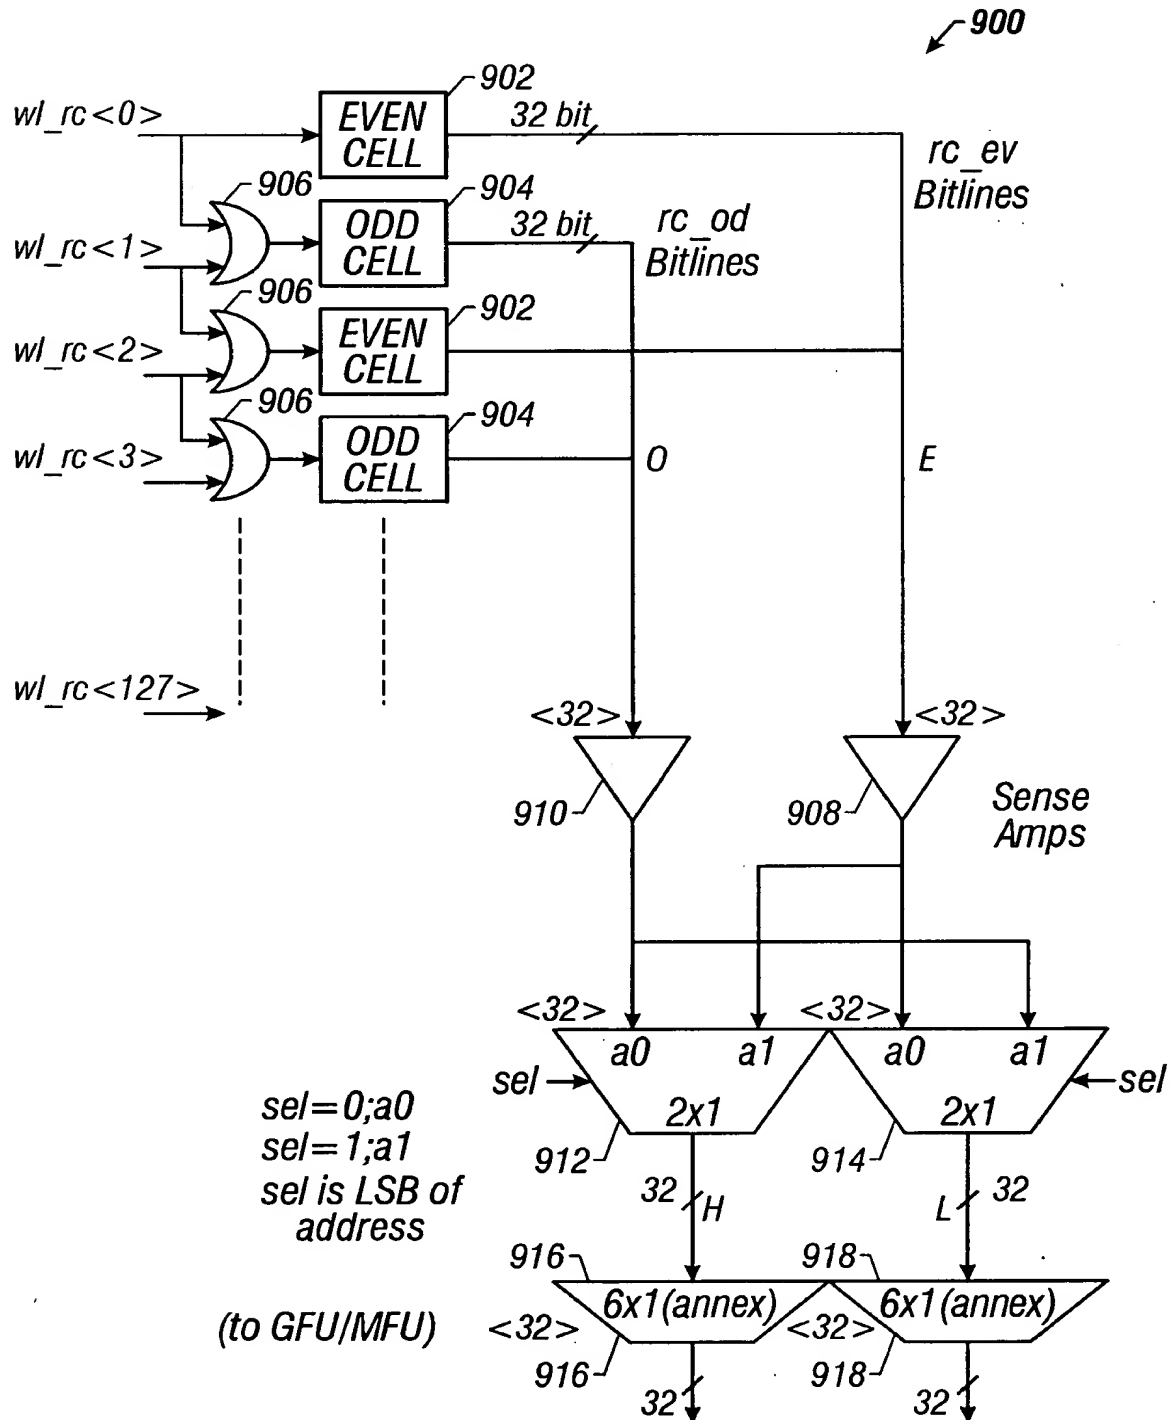 900
902
wl_rc<0>
EVEN
CELL
32 bit
rc_ev
Bitlines
906
904
wl_rc<1>
ODD
CELL
32 bit
rc_od
Bitlines
906
902
wl_rc<2>
EVEN
CELL
906
904
wl_rc<3>
ODD
CELL
O
E
wl_rc<127>
<32>
<32>
910
908
Sense
Amps
<32>
<32>
a0
a1
a0
a1
sel
sel
2x1
2x1
sel=0;a0
sel=1;a1
sel is LSB of
address
912
914
32
H
L
32
916
918
6x1(annex)
6x1(annex)
(to GFU/MFU)
<32>
<32>
916
918
32
32